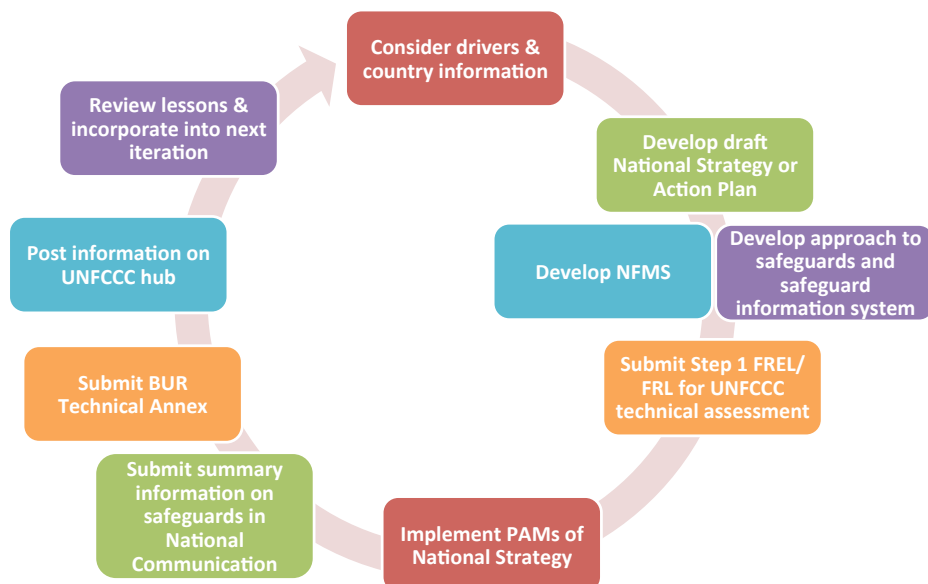 Consider drivers &
country information
Develop draft
National Strategy or
Action Plan
Develop NFMS
Develop approach to
safeguards and
safeguard
information system
Submit Step 1 FREL/
FRL for UNFCCC
technical assessment
Implement PAMs of
National Strategy
Submit summary
information on
safeguards in
National
Communication
Submit BUR
Technical Annex
Post information on
UNFCCC hub
Review lessons &
incorporate into next
iteration